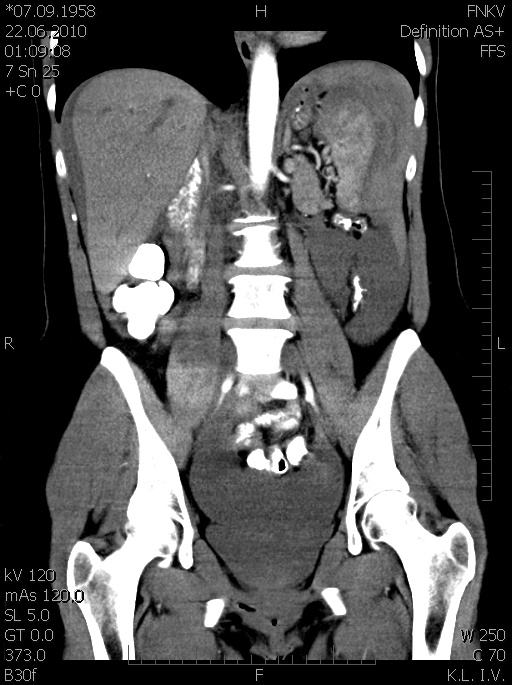 *07.09.1958
22.06.2010
01:09:08
7 Sn 25
+C 0
H
FNKV
Definition AS+
FFS
R
L
kV 120
mAs 120.0
SL 5.0
GT 0.0
373.0
B30f
F
W 250
C 70
K.L. I.V.